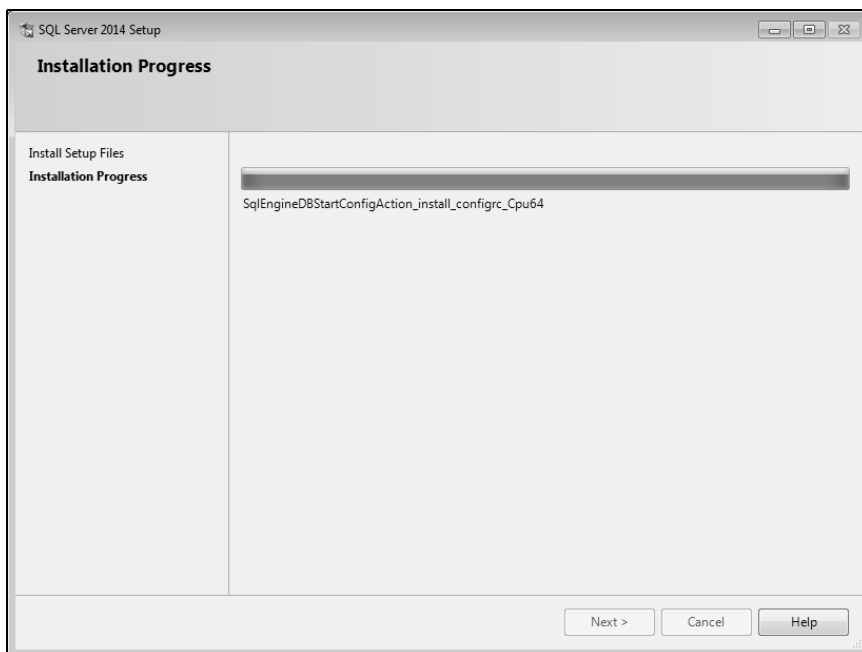 SQL Server 2014 Setup
Installation Progress
Install Setup Files
Installation Progress
SqlEngineDBStartConfigAction_install_configrc_Cpu64
Next >
Cancel
Help